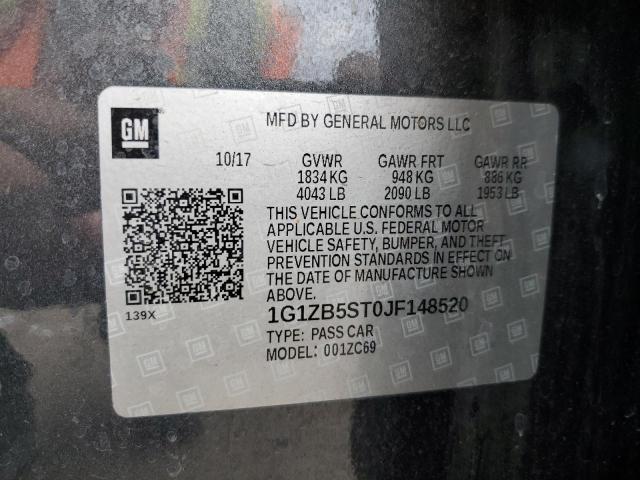 GM
MFD BY GENERAL MOTORS LLC
10/17 GVWR GAWR FRT GAWR RR
1834 KG 948 KG 886 KG
4043 LB 2090 LB 1953 LB
THIS VEHICLE CONFORMS TO ALL
APPLICABLE U.S. FEDERAL MOTOR
VEHICLE SAFETY, BUMPER, AND THEFT
PREVENTION STANDARDS IN EFFECT ON
THE DATE OF MANUFACTURE SHOWN
ABOVE.
139X
1G1ZB5ST0JF148520
TYPE: PASS CAR
MODEL: 001ZC69